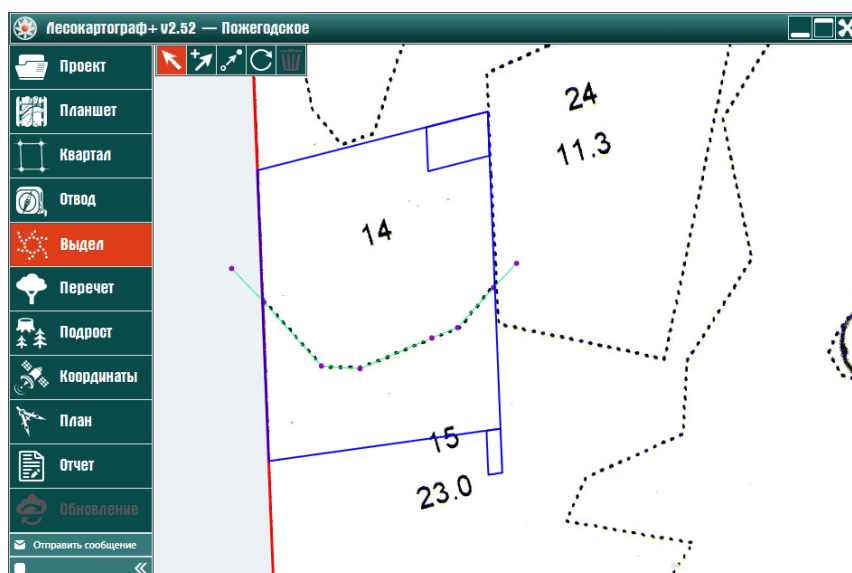 Лесокартограф+ v2.52 — Пожегодское
Проект
Планшет
Квартал
Отвод
Выдел
Перечет
Подрост
Координаты
План
Отчет
Обновление
Отправить сообщение
24
11.3
14
15
23.0